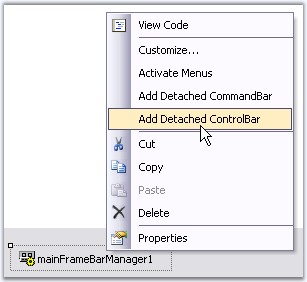 View Code
Customize...
Activate Menus
Add Detached CommandBar
Add Detached ControlBar
Cut
Copy
Paste
Delete
Properties
mainFrameBarManager1